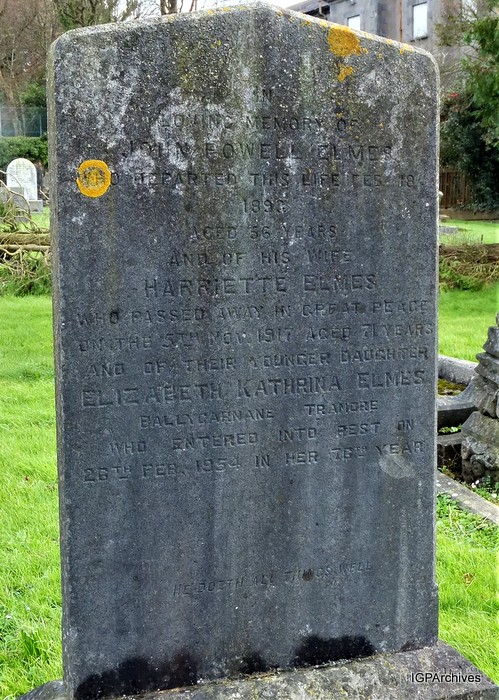 IN
LOVING MEMORY OF
JOHN POWELL ELMES
WHO DEPARTED THIS LIFE FEB. 18,
AGED 56 YEARS
AND OF HIS WIFE
HARRIETTE ELMES
WHO PASSED AWAY IN GREAT PEACE
ON THE 5TH NOV. 1917 AGED 71 YEARS
AND OF THEIR YOUNGER DAUGHTER
ELIZABETH KATHRINA ELMES
BALLYCARNANE TRAMORE
WHO ENTERED INTO REST ON
26TH FEB. 1954 IN HER 76TH YEAR
HE DOETH ALL THINGS WELL
IGPArchives